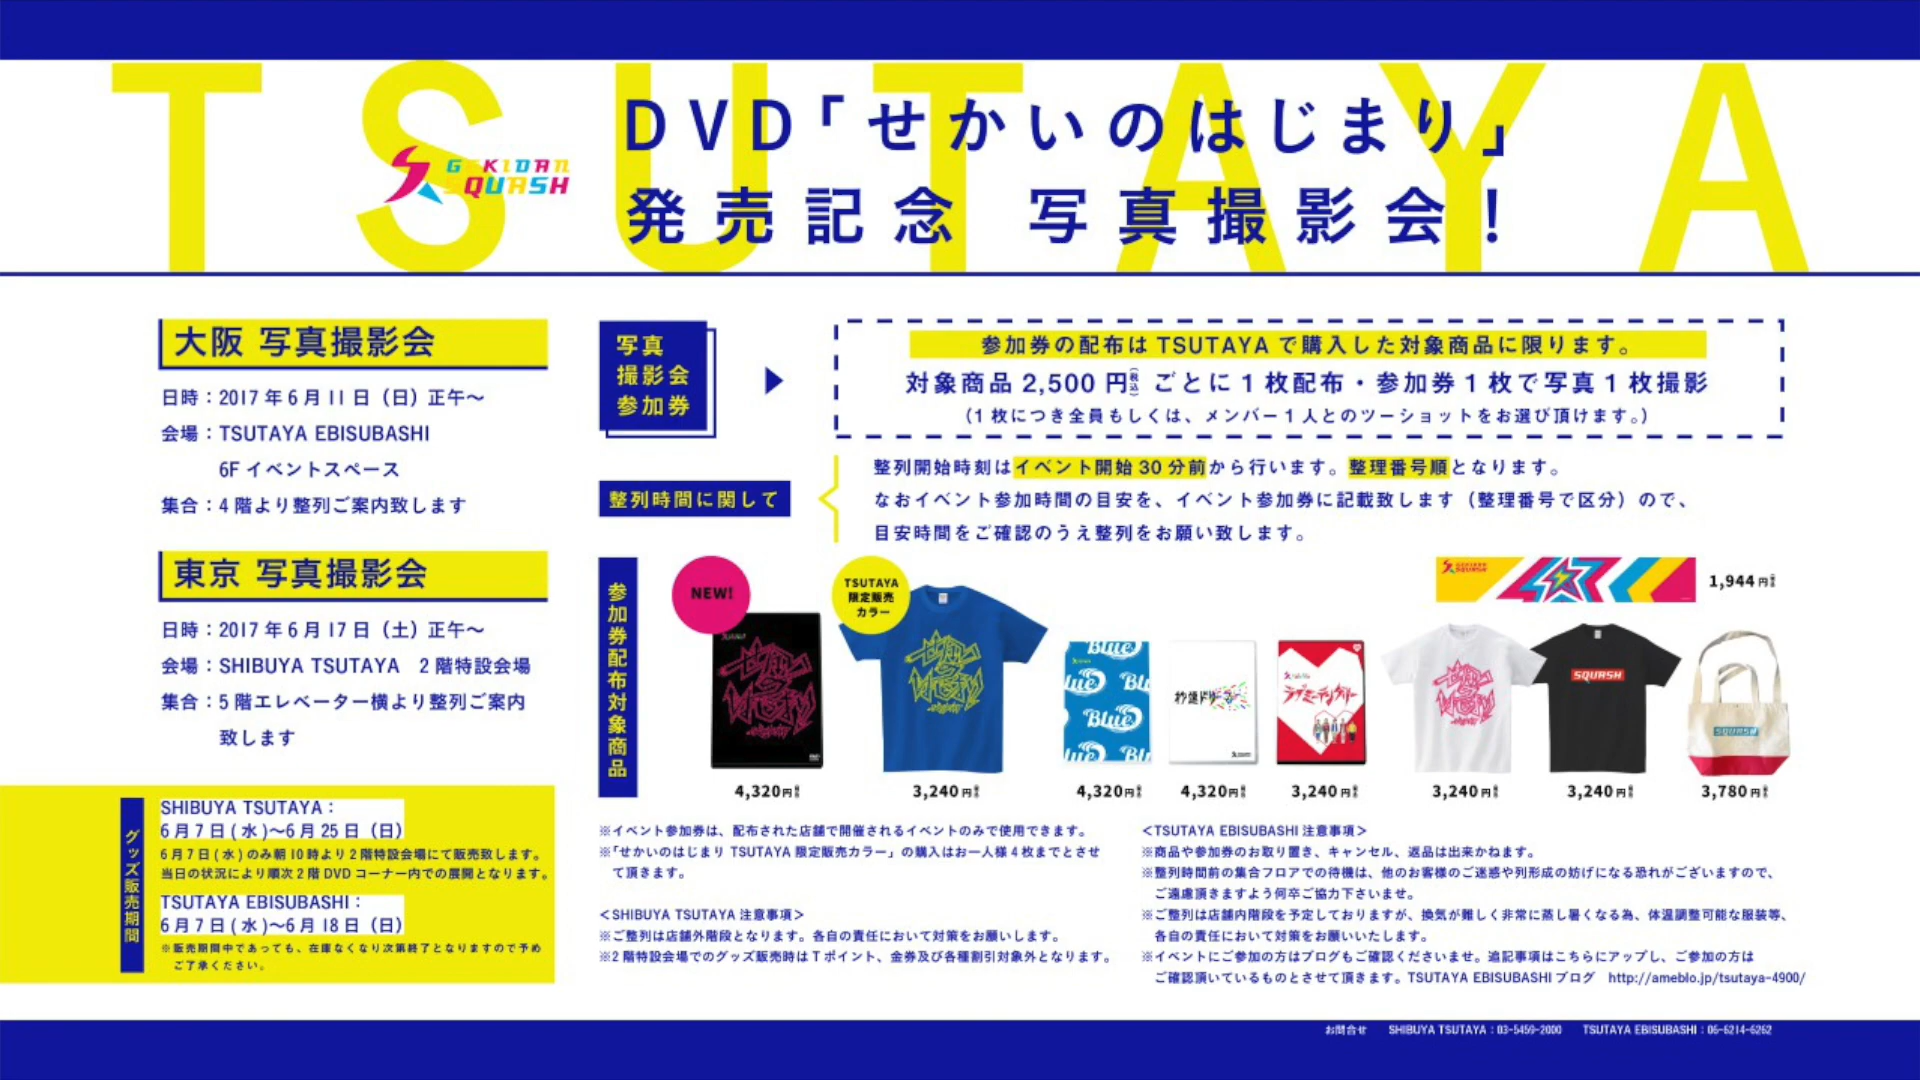 TSUTAYA
GEKIDAN
SQUASH
DVD「せかいのはじまり」
発売記念 写真撮影会！
大阪 写真撮影会
日時：2017年6月11日（日）正午～
会場：TSUTAYA EBISUBASHI
6F イベントスペース
集合：4階より整列ご案内致します
東京 写真撮影会
日時：2017年6月17日（土）正午～
会場：SHIBUYA TSUTAYA 2階特設会場
集合：5階エレベーター横より整列ご案内
致します
グッズ販売期間
SHIBUYA TSUTAYA：
6月7日(水)～6月25日（日）
6月7日(水)のみ朝10時より2階特設会場にて販売致します。
当日の状況により順次2階DVDコーナー内での展開となります。
TSUTAYA EBISUBASHI：
6月7日(水)～6月18日（日）
※販売期間中であっても、在庫なくなり次第終了となりますので予め
ご了承ください。
写真
撮影会
参加券
参加券の配布はTSUTAYAで購入した対象商品に限ります。
対象商品2,500円(税込)ごとに1枚配布・参加券1枚で写真1枚撮影
(1枚につき全員もしくは、メンバー1人とのツーショットをお選び頂けます。)
整列時間に関して
整列開始時刻はイベント開始30分前から行います。整理番号順となります。
なおイベント参加時間の目安を、イベント参加券に記載致します（整理番号で区分）ので、
目安時間をご確認のうえ整列をお願い致します。
参加券配布対象商品
NEW!
TSUTAYA
限定販売
カラー
GEKIDAN
SQUASH
1,944円
せかいのはじまり
Blue
ラブミーテンダリー
SQUASH
SQUASH
4,320円
3,240円
4,320円
4,320円
3,240円
3,240円
3,240円
3,780円
※イベント参加券は、配布された店舗で開催されるイベントのみで使用できます。
※「せかいのはじまり TSUTAYA限定販売カラー」の購入はお一人様4枚までとさせ
て頂きます。
＜SHIBUYA TSUTAYA 注意事項＞
※ご整列は店舗外階段となります。各自の責任において対策をお願いします。
※2階特設会場でのグッズ販売時はTポイント、金券及び各種割引対象外となります。
＜TSUTAYA EBISUBASHI 注意事項＞
※商品や参加券のお取り置き、キャンセル、返品は出来かねます。
※整列時間前の集合フロアでの待機は、他のお客様のご迷惑や列形成の妨げになる恐れがございますので、
ご遠慮頂きますよう何卒ご協力下さいませ。
※ご整列は店舗内階段を予定しておりますが、換気が難しく非常に蒸し暑くなる為、体温調整可能な服装等、
各自の責任において対策をお願いいたします。
※イベントにご参加の方はブログもご確認くださいませ。追記事項はこちらにアップし、ご参加の方は
ご確認頂いているものとさせて頂きます。TSUTAYA EBISUBASHI ブログ http://ameblo.jp/tsutaya-4900/
お問合せ SHIBUYA TSUTAYA：03-5459-2000 TSUTAYA EBISUBASHI：06-6214-6262